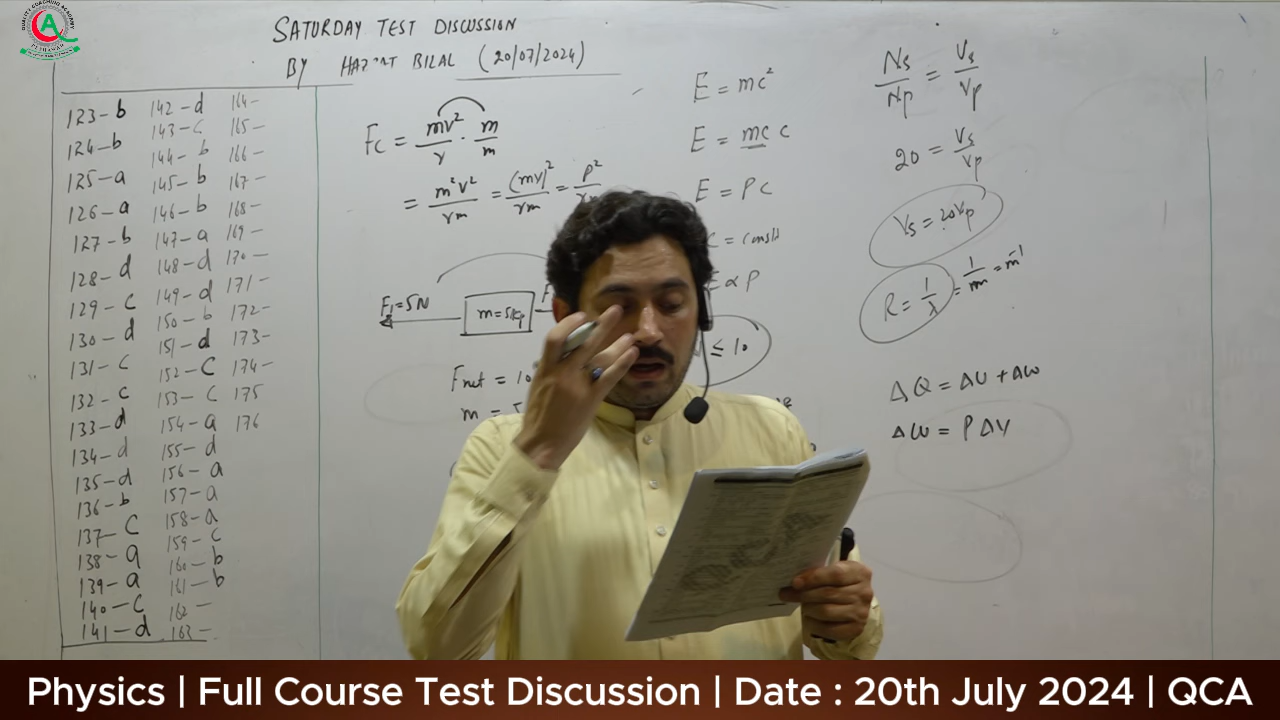 QUALITY COACHING ACADEMY
SATURDAY TEST DISCUSSION
BY BILAL (20/07/2024)
123-b
124-b
125-a
126-a
127-b
128-d
129-c
130-d
131-c
132-c
133-d
134-d
135-d
136-b
137-c
138-a
139-a
140-c
141-d
142-d
143-c
144-b
145-b
146-b
147-a
148-d
149-d
150-b
151-d
152-c
153-c
154-a
155-d
156-a
157-a
158-a
159-c
160-b
161-b
162-
163-
164-
165-
166-
167-
168-
169-
170-
171-
172-
173-
174-
175
176
Fc = mv²/r · m/m
= m²v²/rm = (mv)²/rm = P²/rm
F₁=5N
m=5kg
Fnet = 10
m =
E = mc²
E = mc c
E = Pc
C = const
E ∝ P
≤ 10
Ns/Np = Vs/Vp
20 = Vs/Vp
Vs = 20Vp
R = 1/λ = 1/m = m⁻¹
ΔQ = ΔU + ΔW
ΔW = PΔV
Physics | Full Course Test Discussion | Date : 20th July 2024 | QCA